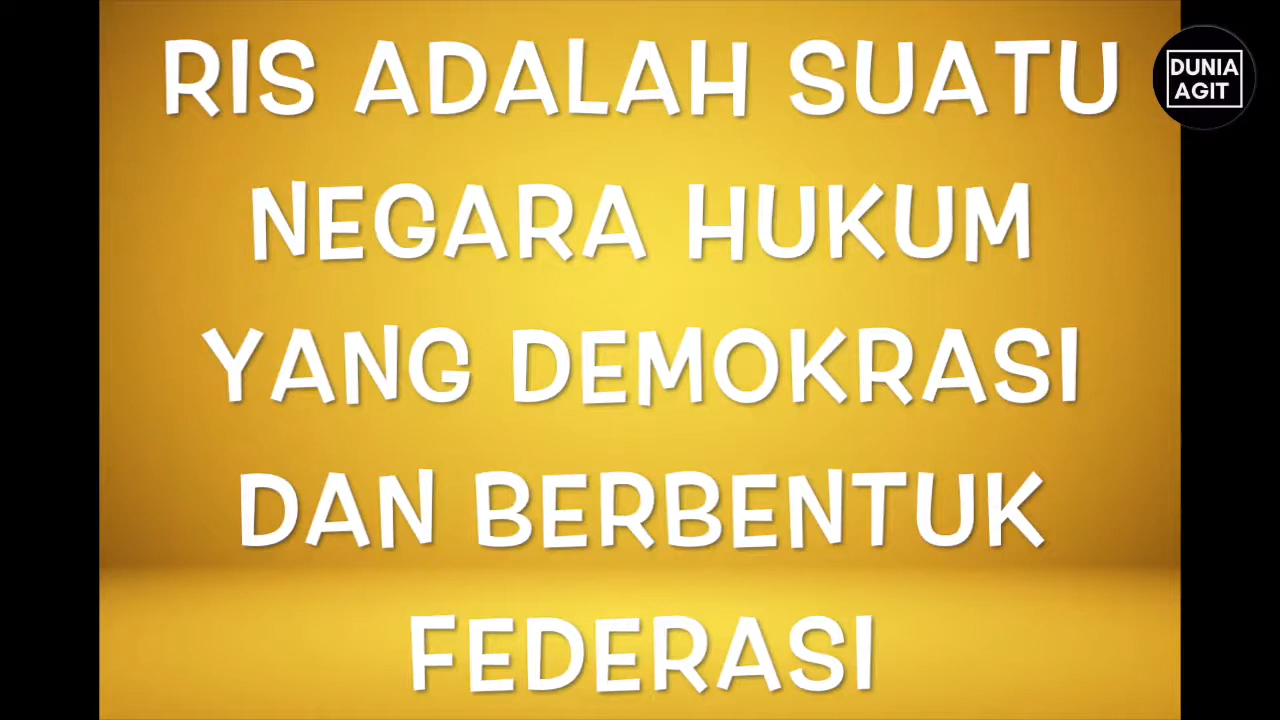 RIS ADALAH SUATU
NEGARA HUKUM
YANG DEMOKRASI
DAN BERBENTUK
FEDERASI
DUNIA
AGIT